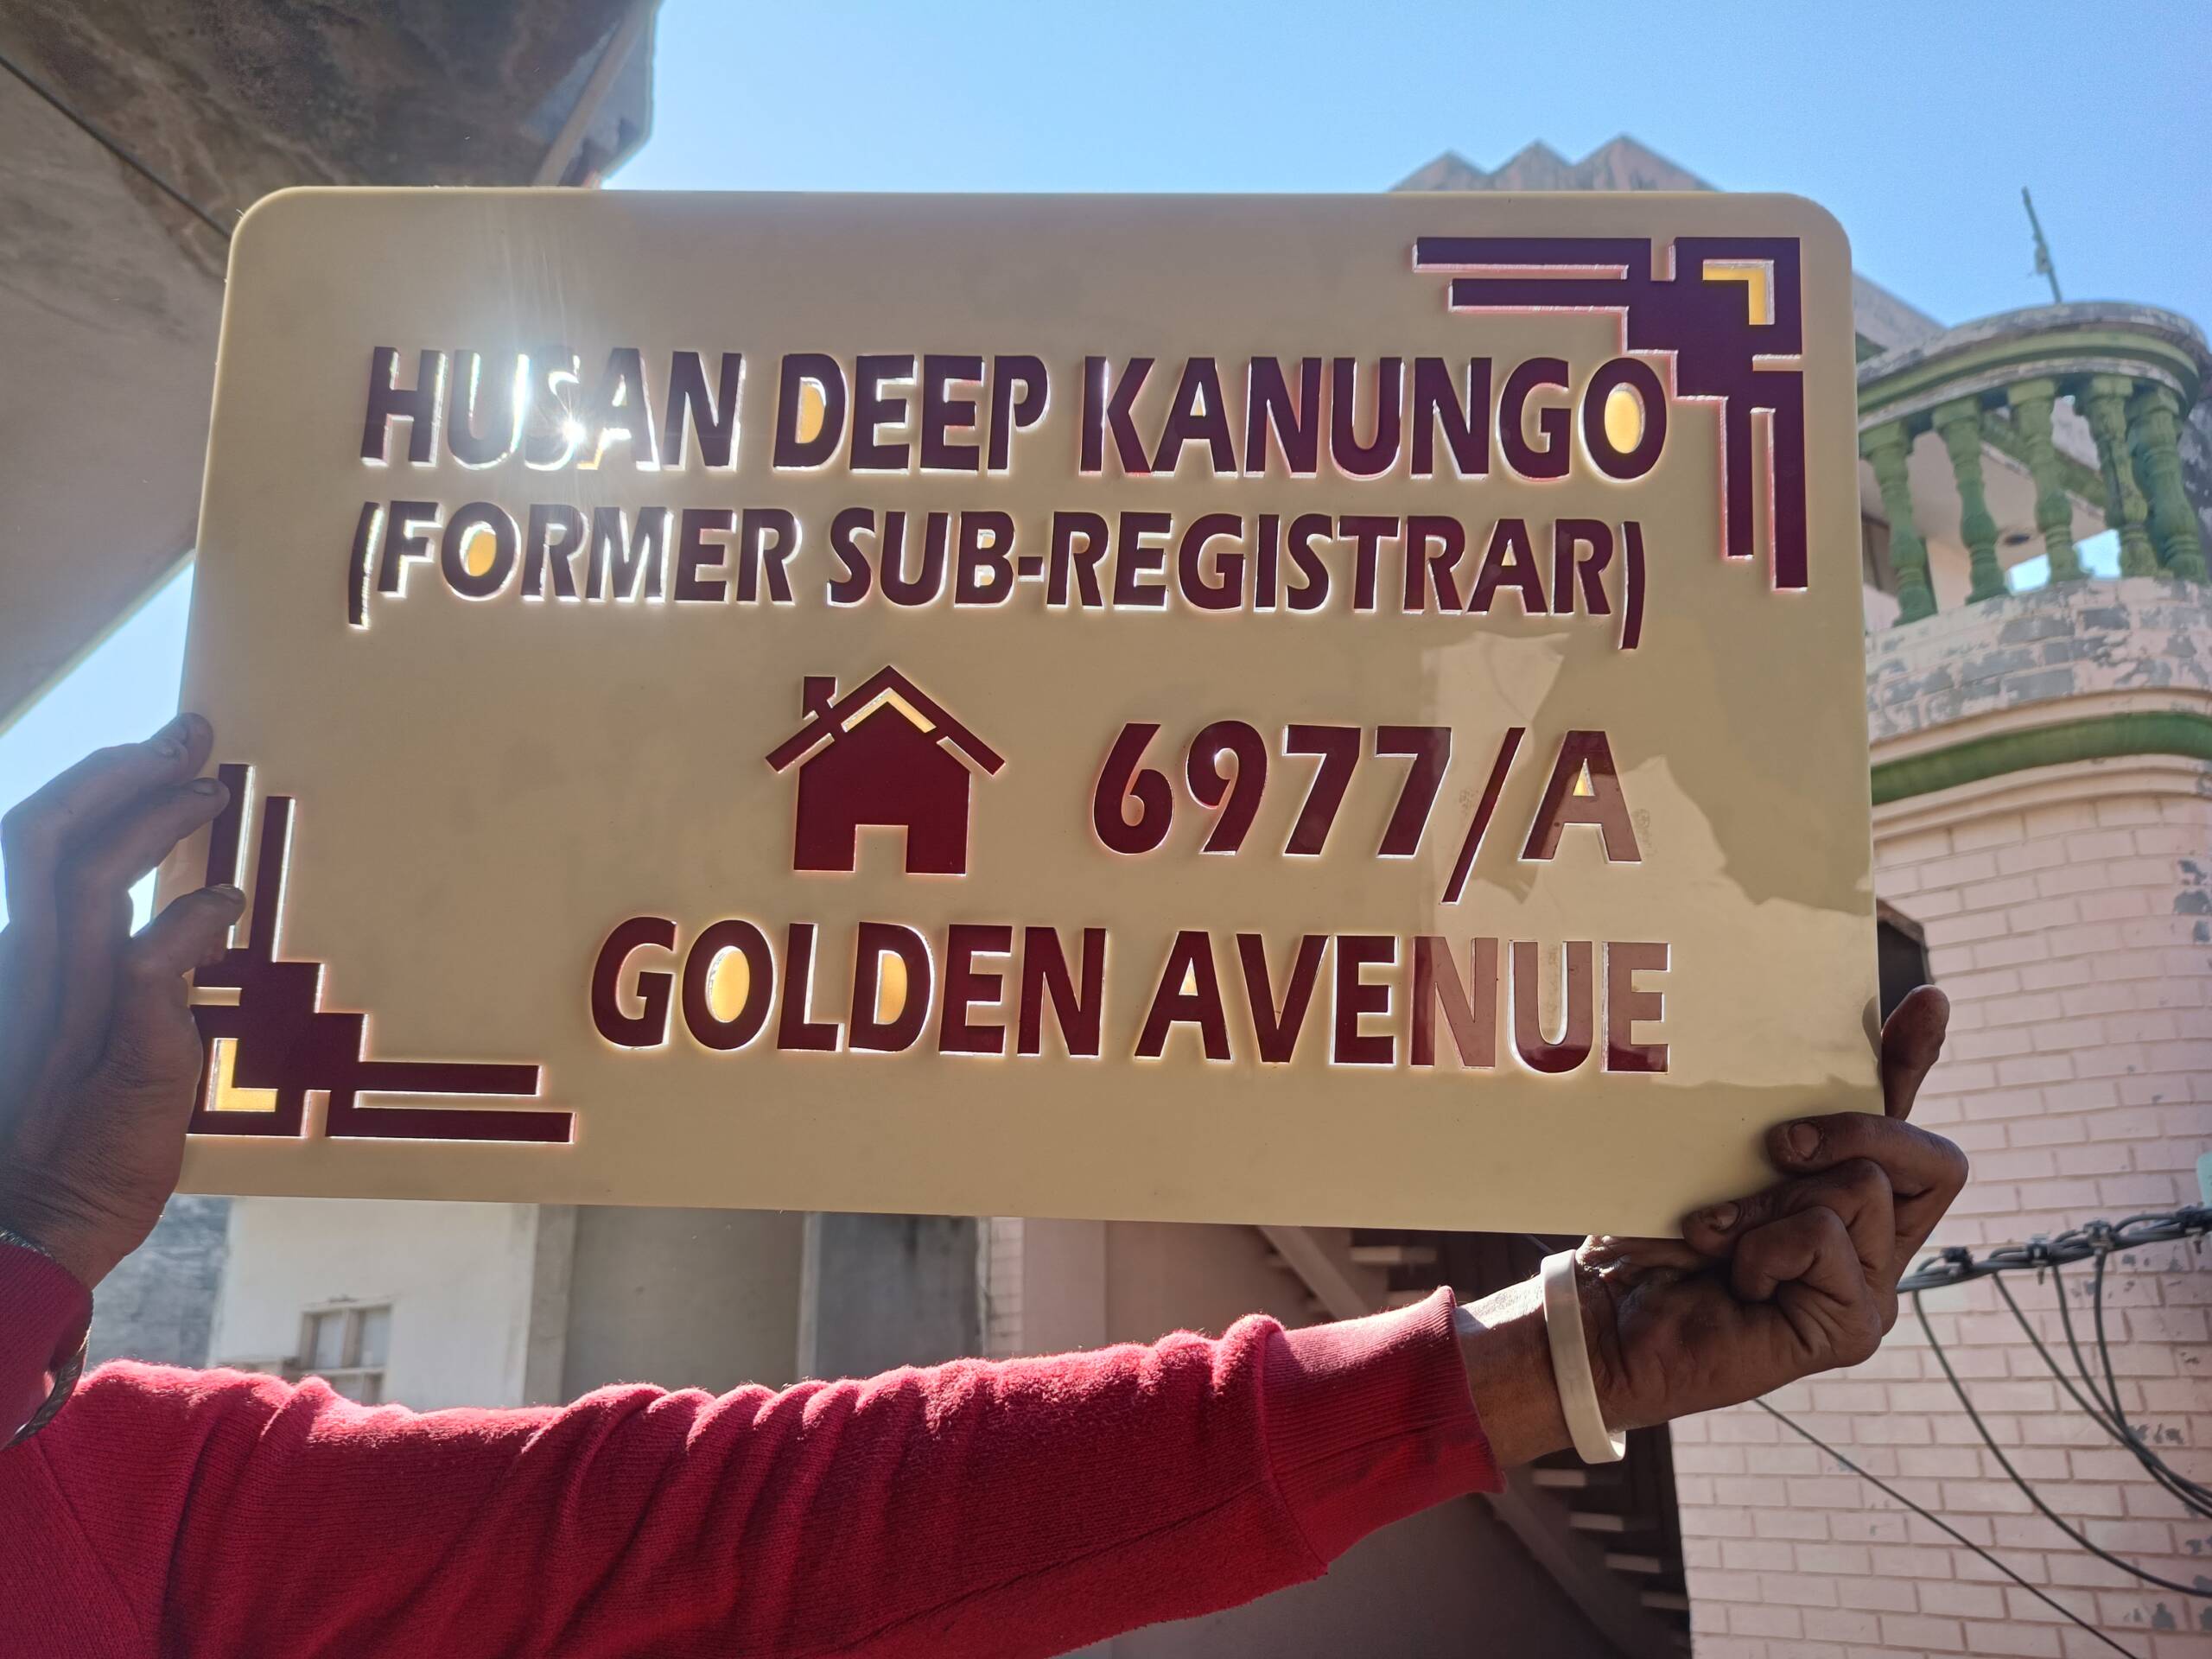 HUSAN DEEP KANUNGO
(FORMER SUB-REGISTRAR)
6977/A
GOLDEN AVENUE